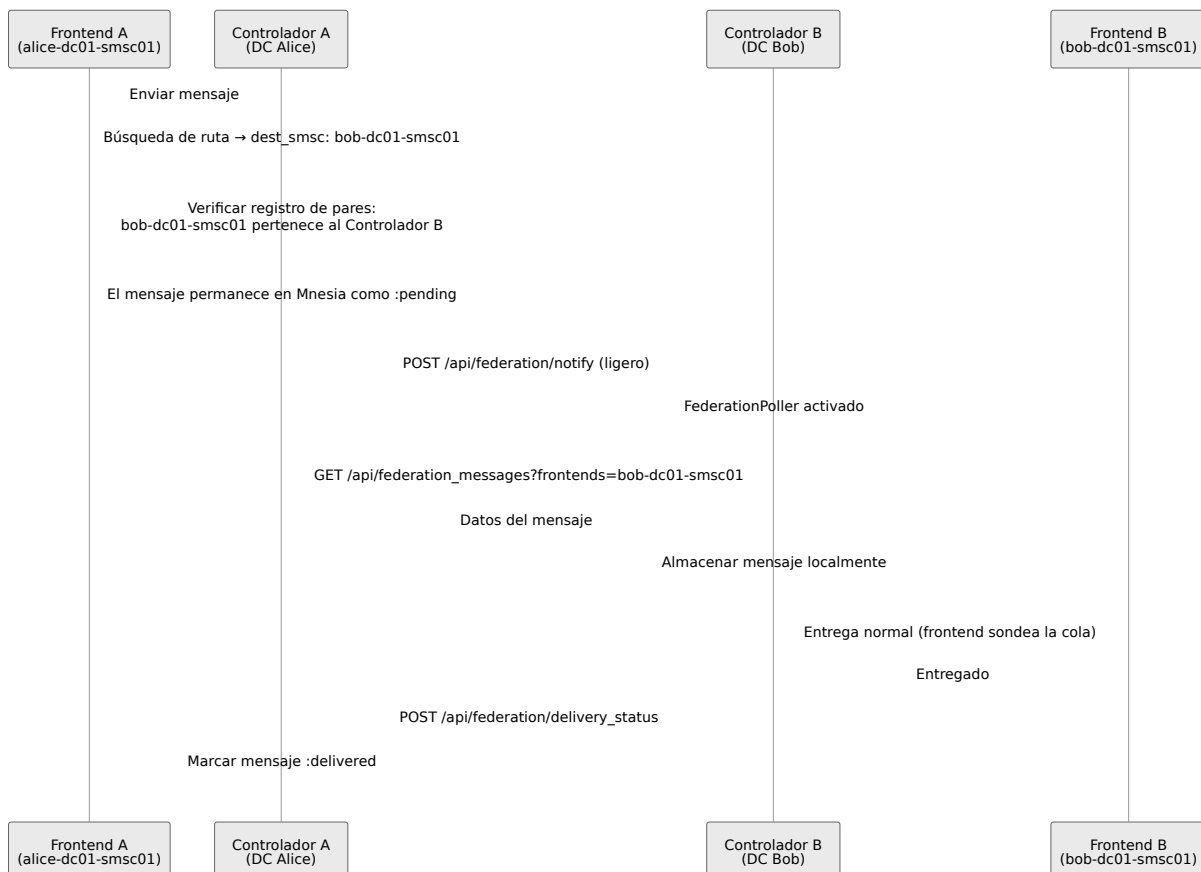 Frontend A
(alice-dc01-smsc01)
Controlador A
(DC Alice)
Controlador B
(DC Bob)
Frontend B
(bob-dc01-smsc01)
Enviar mensaje
Búsqueda de ruta → dest_smsc: bob-dc01-smsc01
Verificar registro de pares:
bob-dc01-smsc01 pertenece al Controlador B
El mensaje permanece en Mnesia como :pending
POST /api/federation/notify (ligero)
FederationPoller activado
GET /api/federation_messages?frontends=bob-dc01-smsc01
Datos del mensaje
Almacenar mensaje localmente
Entrega normal (frontend sondea la cola)
Entregado
POST /api/federation/delivery_status
Marcar mensaje :delivered
Frontend A
(alice-dc01-smsc01)
Controlador A
(DC Alice)
Controlador B
(DC Bob)
Frontend B
(bob-dc01-smsc01)